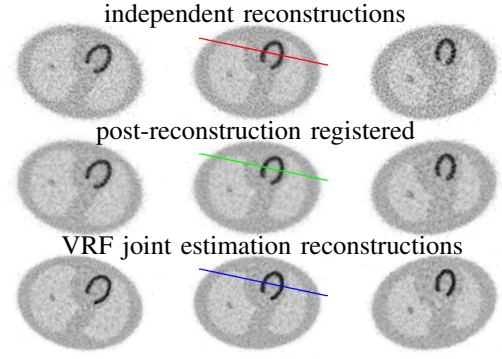 independent reconstructions
post-reconstruction registered
VRF joint estimation reconstructions